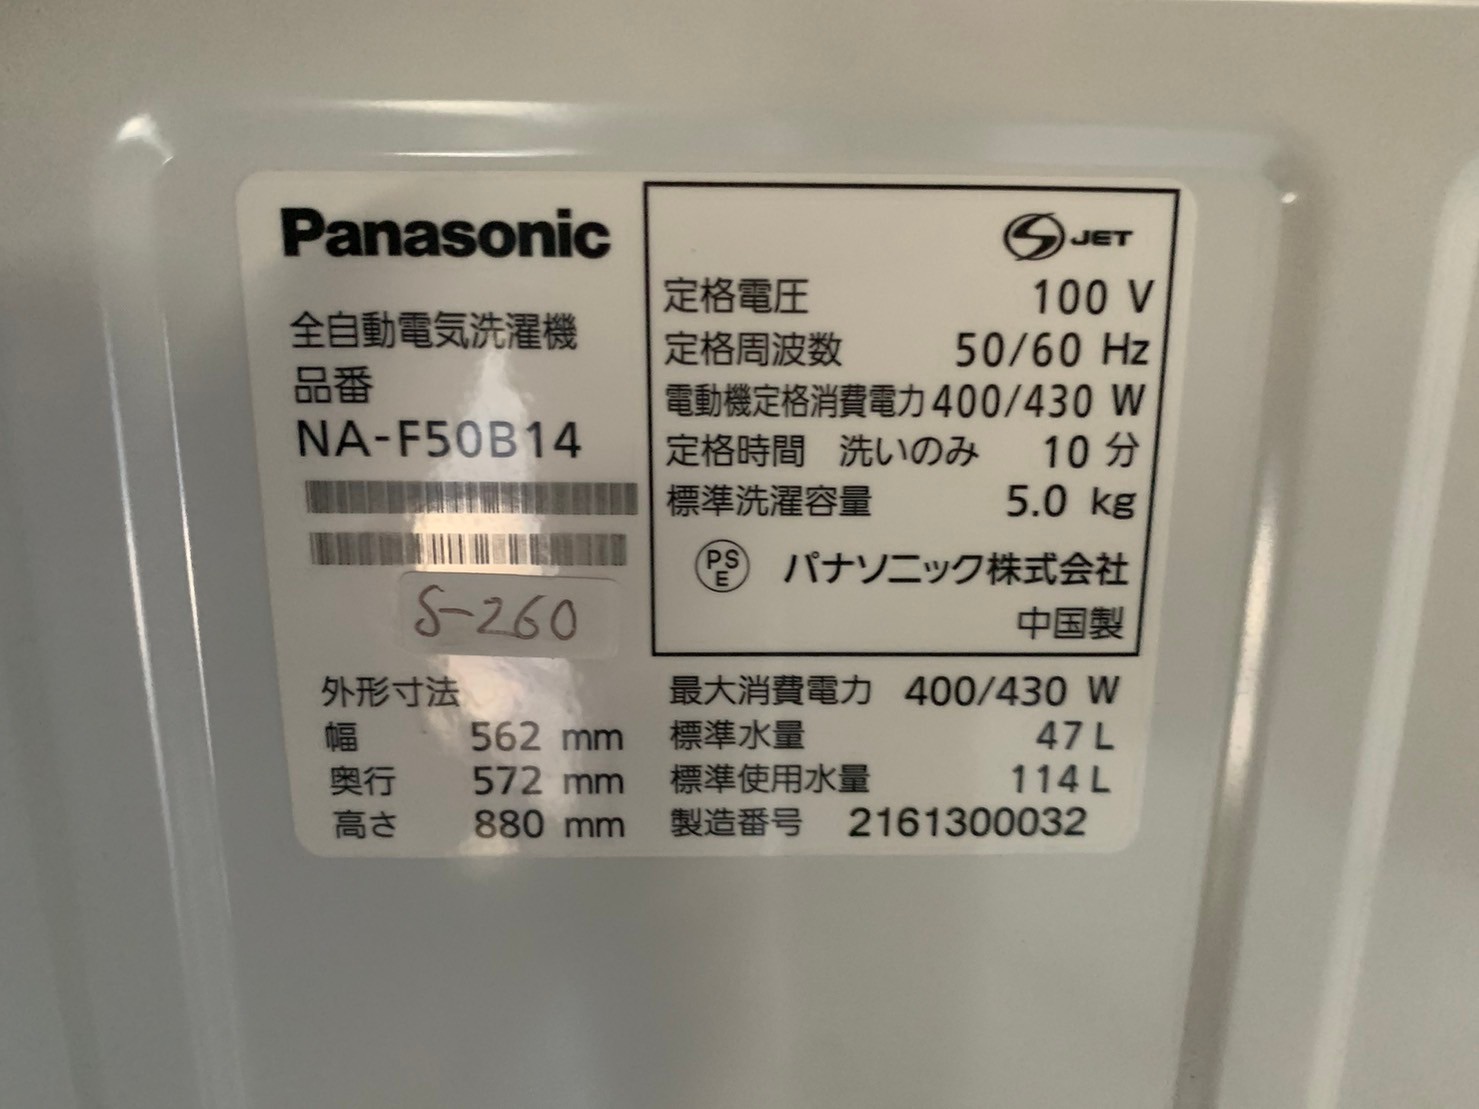 Panasonic
全自動電気洗濯機
品番
NA-F50B14
S-260
JET
定格電圧 100 V
定格周波数 50/60 Hz
電動機定格消費電力 400/430 W
定格時間 洗いのみ 10 分
標準洗濯容量 5.0 kg
PS
E
パナソニック株式会社
中国製
外形寸法
幅 562 mm
奥行 572 mm
高さ 880 mm
最大消費電力 400/430 W
標準水量 47 L
標準使用水量 114 L
製造番号 2161300032